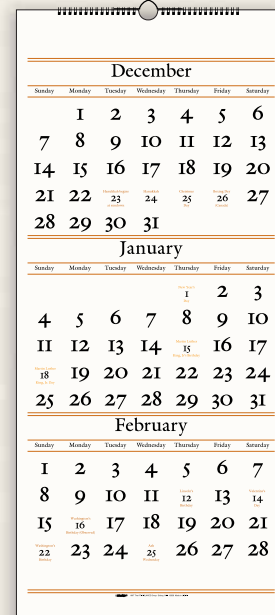 December
Sunday Monday Tuesday Wednesday Thursday Friday Saturday
1 2 3 4 5 6
7 8 9 10 11 12 13
14 15 16 17 18 19 20
21 22 23 24 25 26 27
28 29 30 31
January
Sunday Monday Tuesday Wednesday Thursday Friday Saturday
1 2 3
4 5 6 7 8 9 10
11 12 13 14 15 16 17
18 19 20 21 22 23 24
25 26 27 28 29 30 31
February
Sunday Monday Tuesday Wednesday Thursday Friday Saturday
1 2 3 4 5 6 7
8 9 10 11 12 13 14
15 16 17 18 19 20 21
22 23 24 25 26 27 28